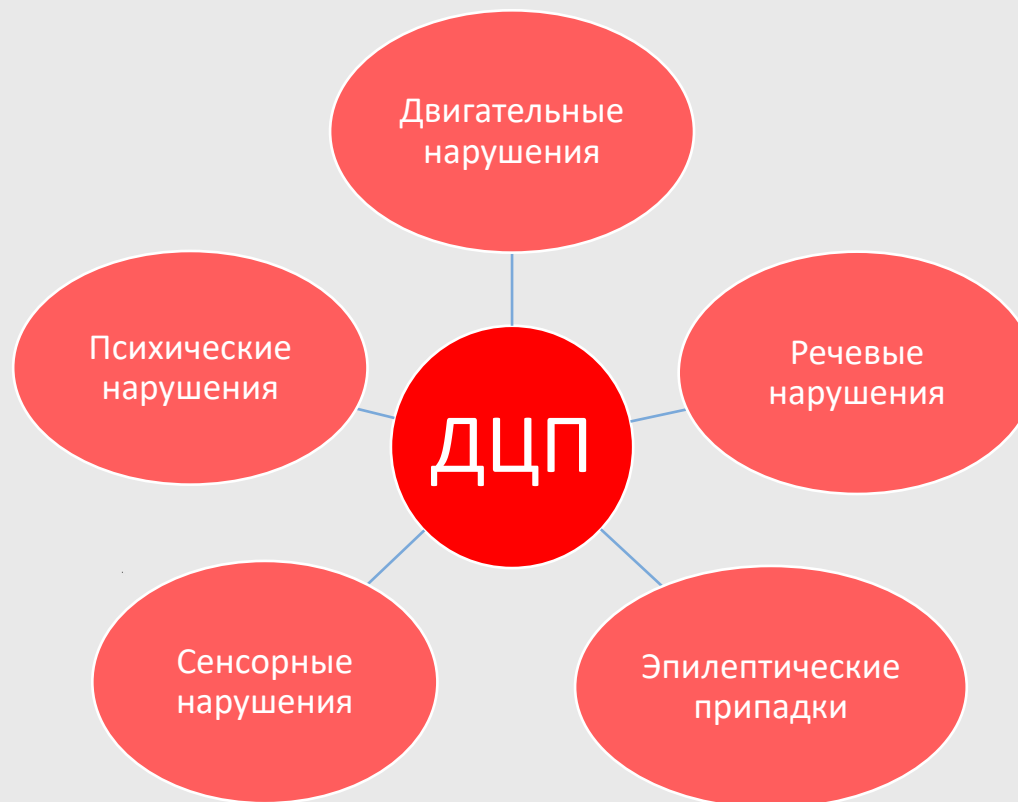 Двигательные
нарушения
Психические
нарушения
Речевые
нарушения
ДЦП
Сенсорные
нарушения
Эпилептические
припадки